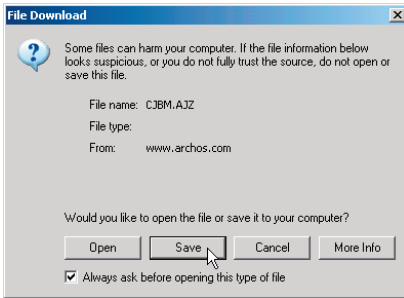 File Download
Some files can harm your computer. If the file information below
looks suspicious, or you do not fully trust the source, do not open or
save this file.
File name: CJBM.AJZ
File type:
From: www.archos.com
Would you like to open the file or save it to your computer?
Open Save Cancel More Info
Always ask before opening this type of file